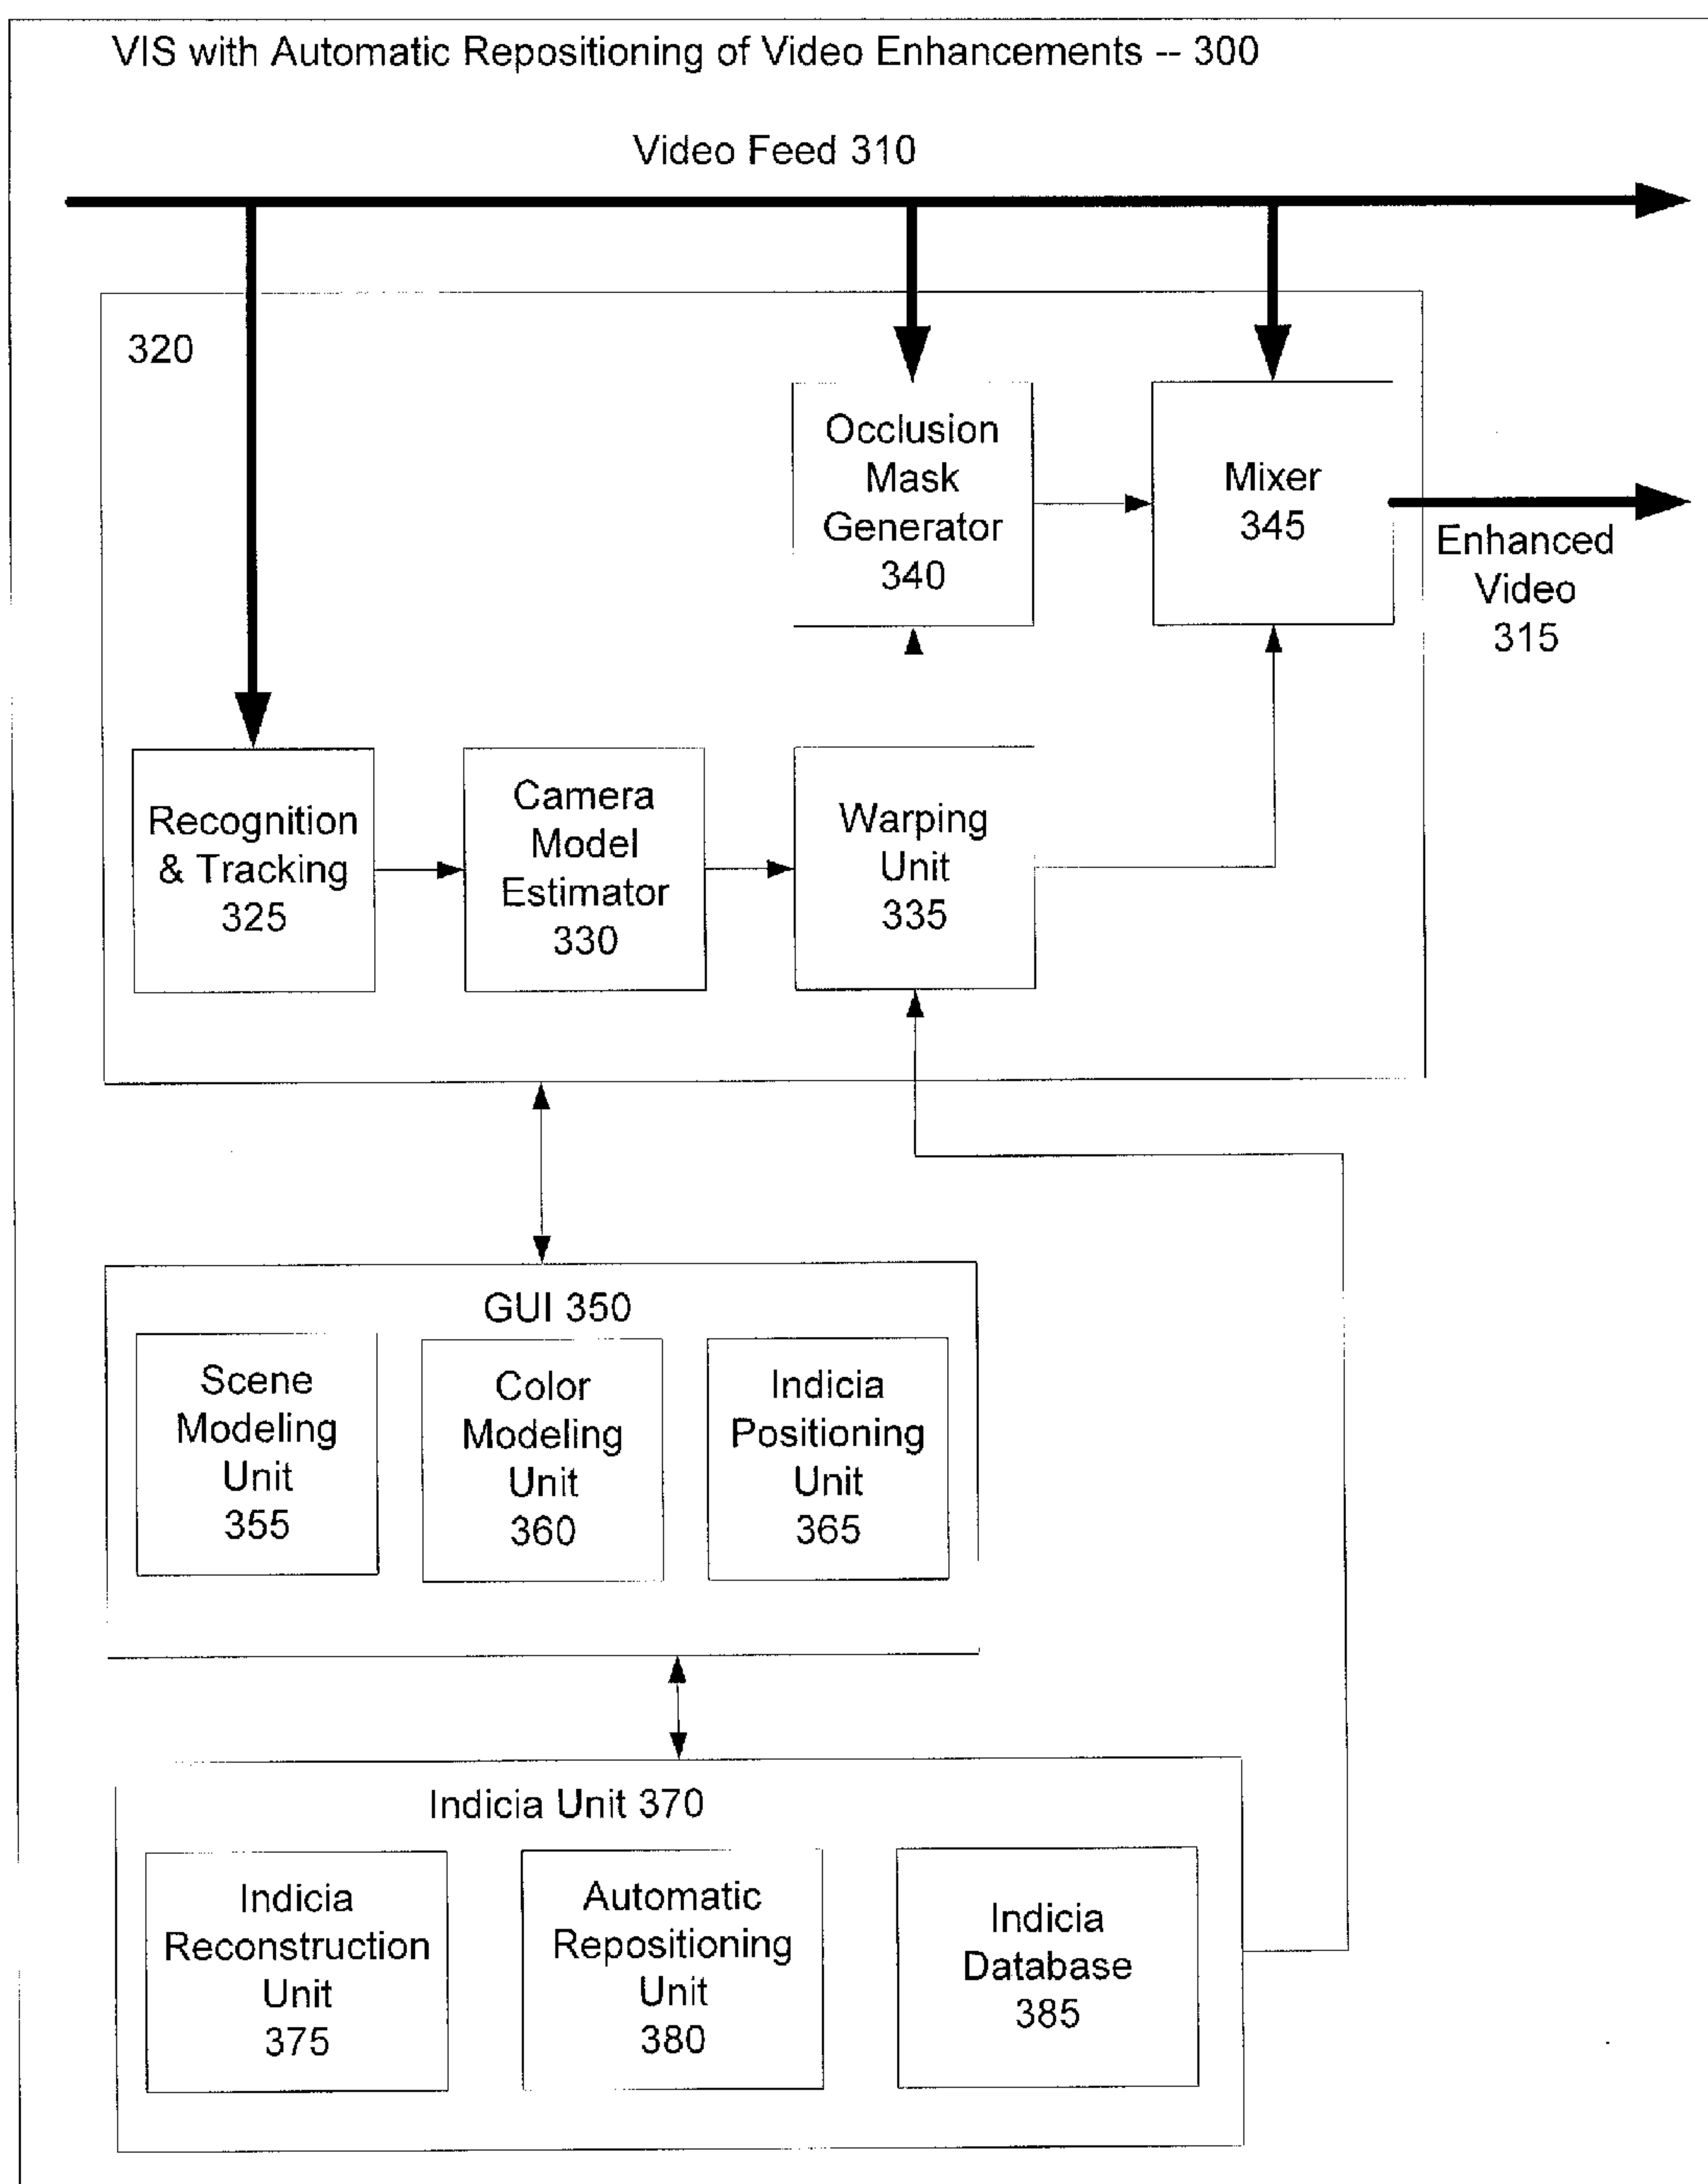 VIS with Automatic Repositioning of Video Enhancements -- 300
Video Feed 310
320
Occlusion
Mask
Generator
340
Mixer
345
Enhanced
Video
315
Recognition
& Tracking
325
Camera
Model
Estimator
330
Warping
Unit
335
GUI 350
Scene
Modeling
Unit
355
Color
Modeling
Unit
360
Indicia
Positioning
Unit
365
Indicia Unit 370
Indicia
Reconstruction
Unit
375
Automatic
Repositioning
Unit
380
Indicia
Database
385